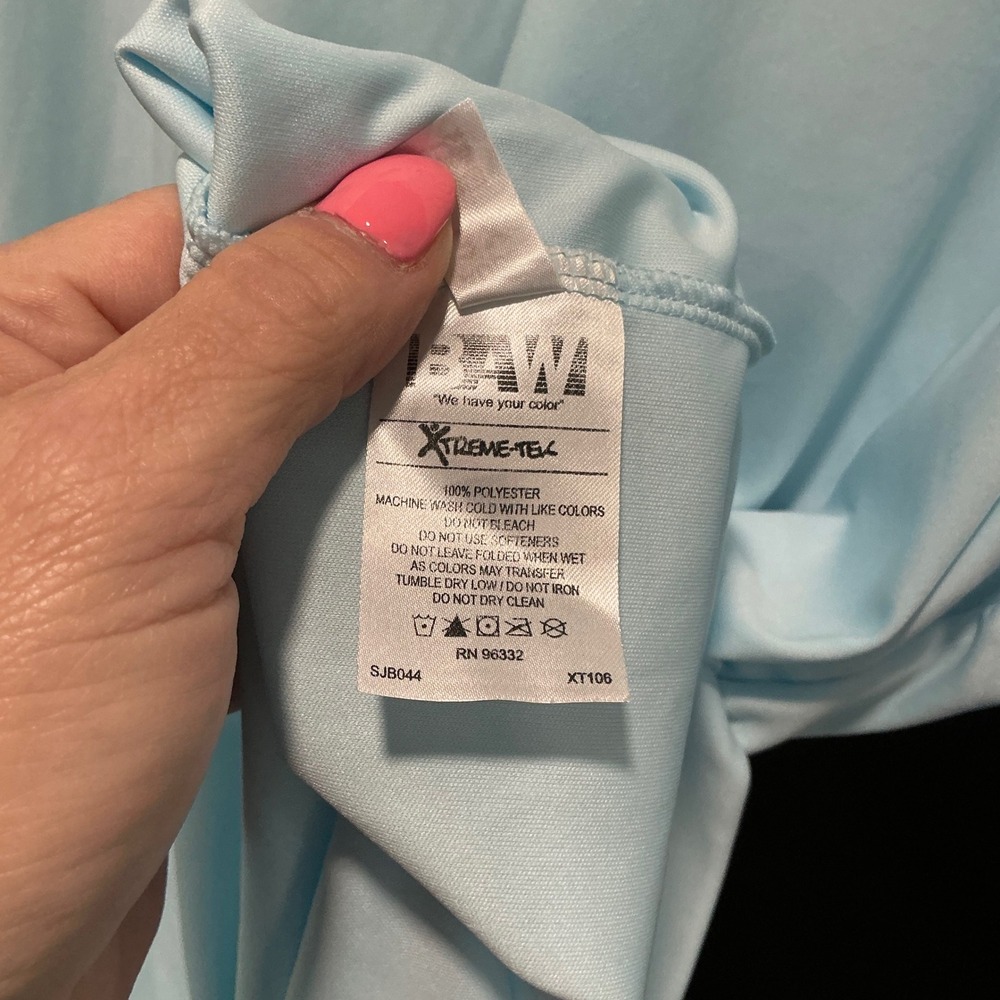 BAW
"We have your color"
XTREME-TEK
100% POLYESTER
MACHINE WASH COLD WITH LIKE COLORS
DO NOT BLEACH
DO NOT USE SOFTENERS
DO NOT LEAVE FOLDED WHEN WET
AS COLORS MAY TRANSFER
TUMBLE DRY LOW / DO NOT IRON
DO NOT DRY CLEAN
RN 96332
SJB044
XT106